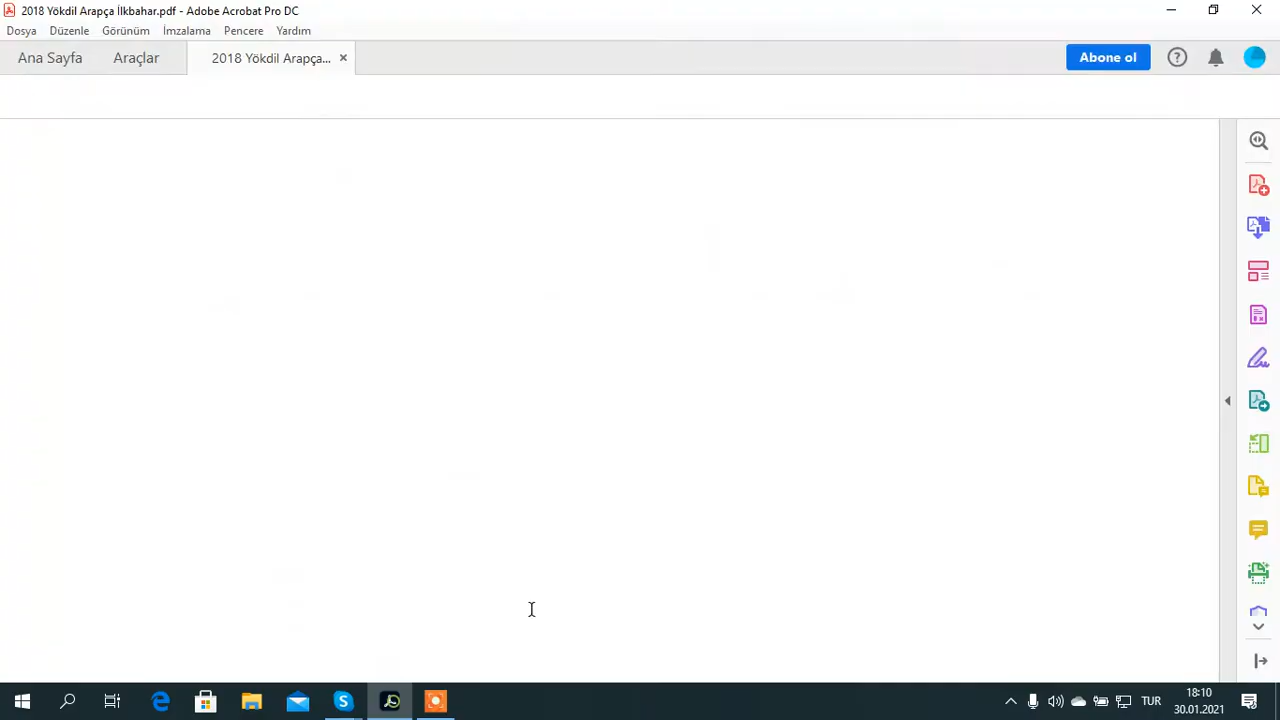 2018 Yökdil Arapça İlkbahar.pdf - Adobe Acrobat Pro DC
Dosya Düzenle Görünüm İmzalama Pencere Yardım
Ana Sayfa Araçlar 2018 Yökdil Arapça... × Abone ol
TUR 18:10
30.01.2021